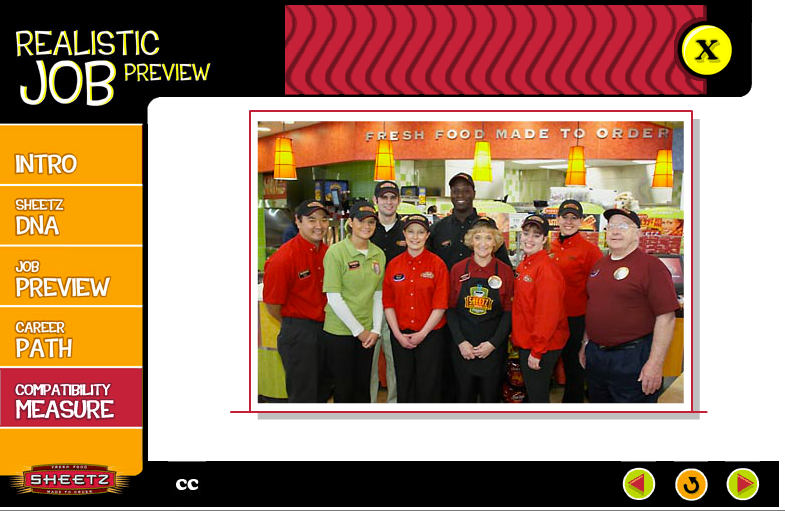 REALISTIC
JOB PREVIEW
X
INTRO
SHEETZ
DNA
JOB
PREVIEW
CAREER
PATH
COMPATIBILITY
MEASURE
FRESH FOOD MADE TO ORDER
SHEETZ
FRESH FOOD
SHEETZ
MADE TO ORDER
cc